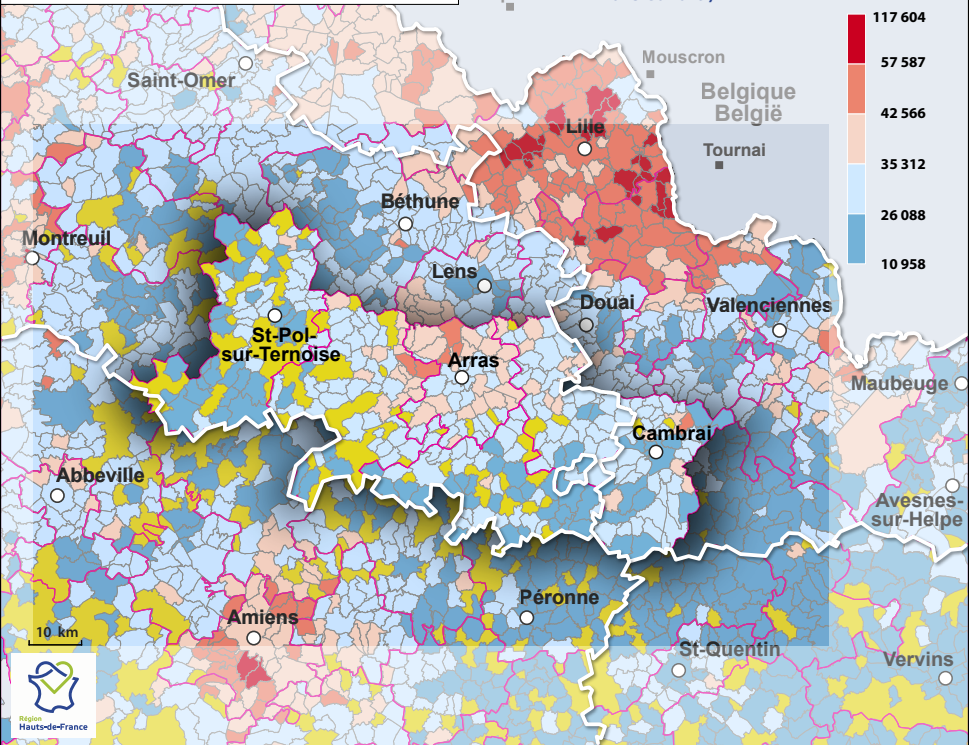 Mouscron
117 604
57 587
42 566
35 312
26 088
10 958
Saint-Omer
Belgique
België
Lille
Tournai
Béthune
Montreuil
Lens
Douai
Valenciennes
St-Pol-
sur-Ternoise
Arras
Maubeuge
Cambrai
Abbeville
Avesnes-
sur-Helpe
Péronne
Amiens
10 km
St-Quentin
Vervins
Région
Hauts-de-France